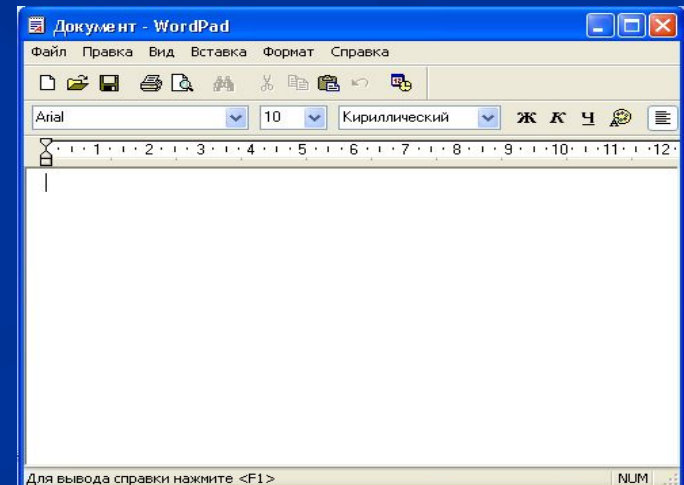 Документ - WordPad
Файл Правка Вид Вставка Формат Справка
Arial 10 Кириллический Ж К Ч
1 2 3 4 5 6 7 8 9 10 11 12
Для вывода справки нажмите <F1> NUM